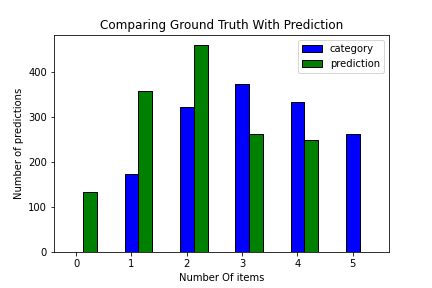 Comparing Ground Truth With Prediction
category
prediction
Number of predictions
400
300
200
100
0
0 1 2 3 4 5
Number Of items